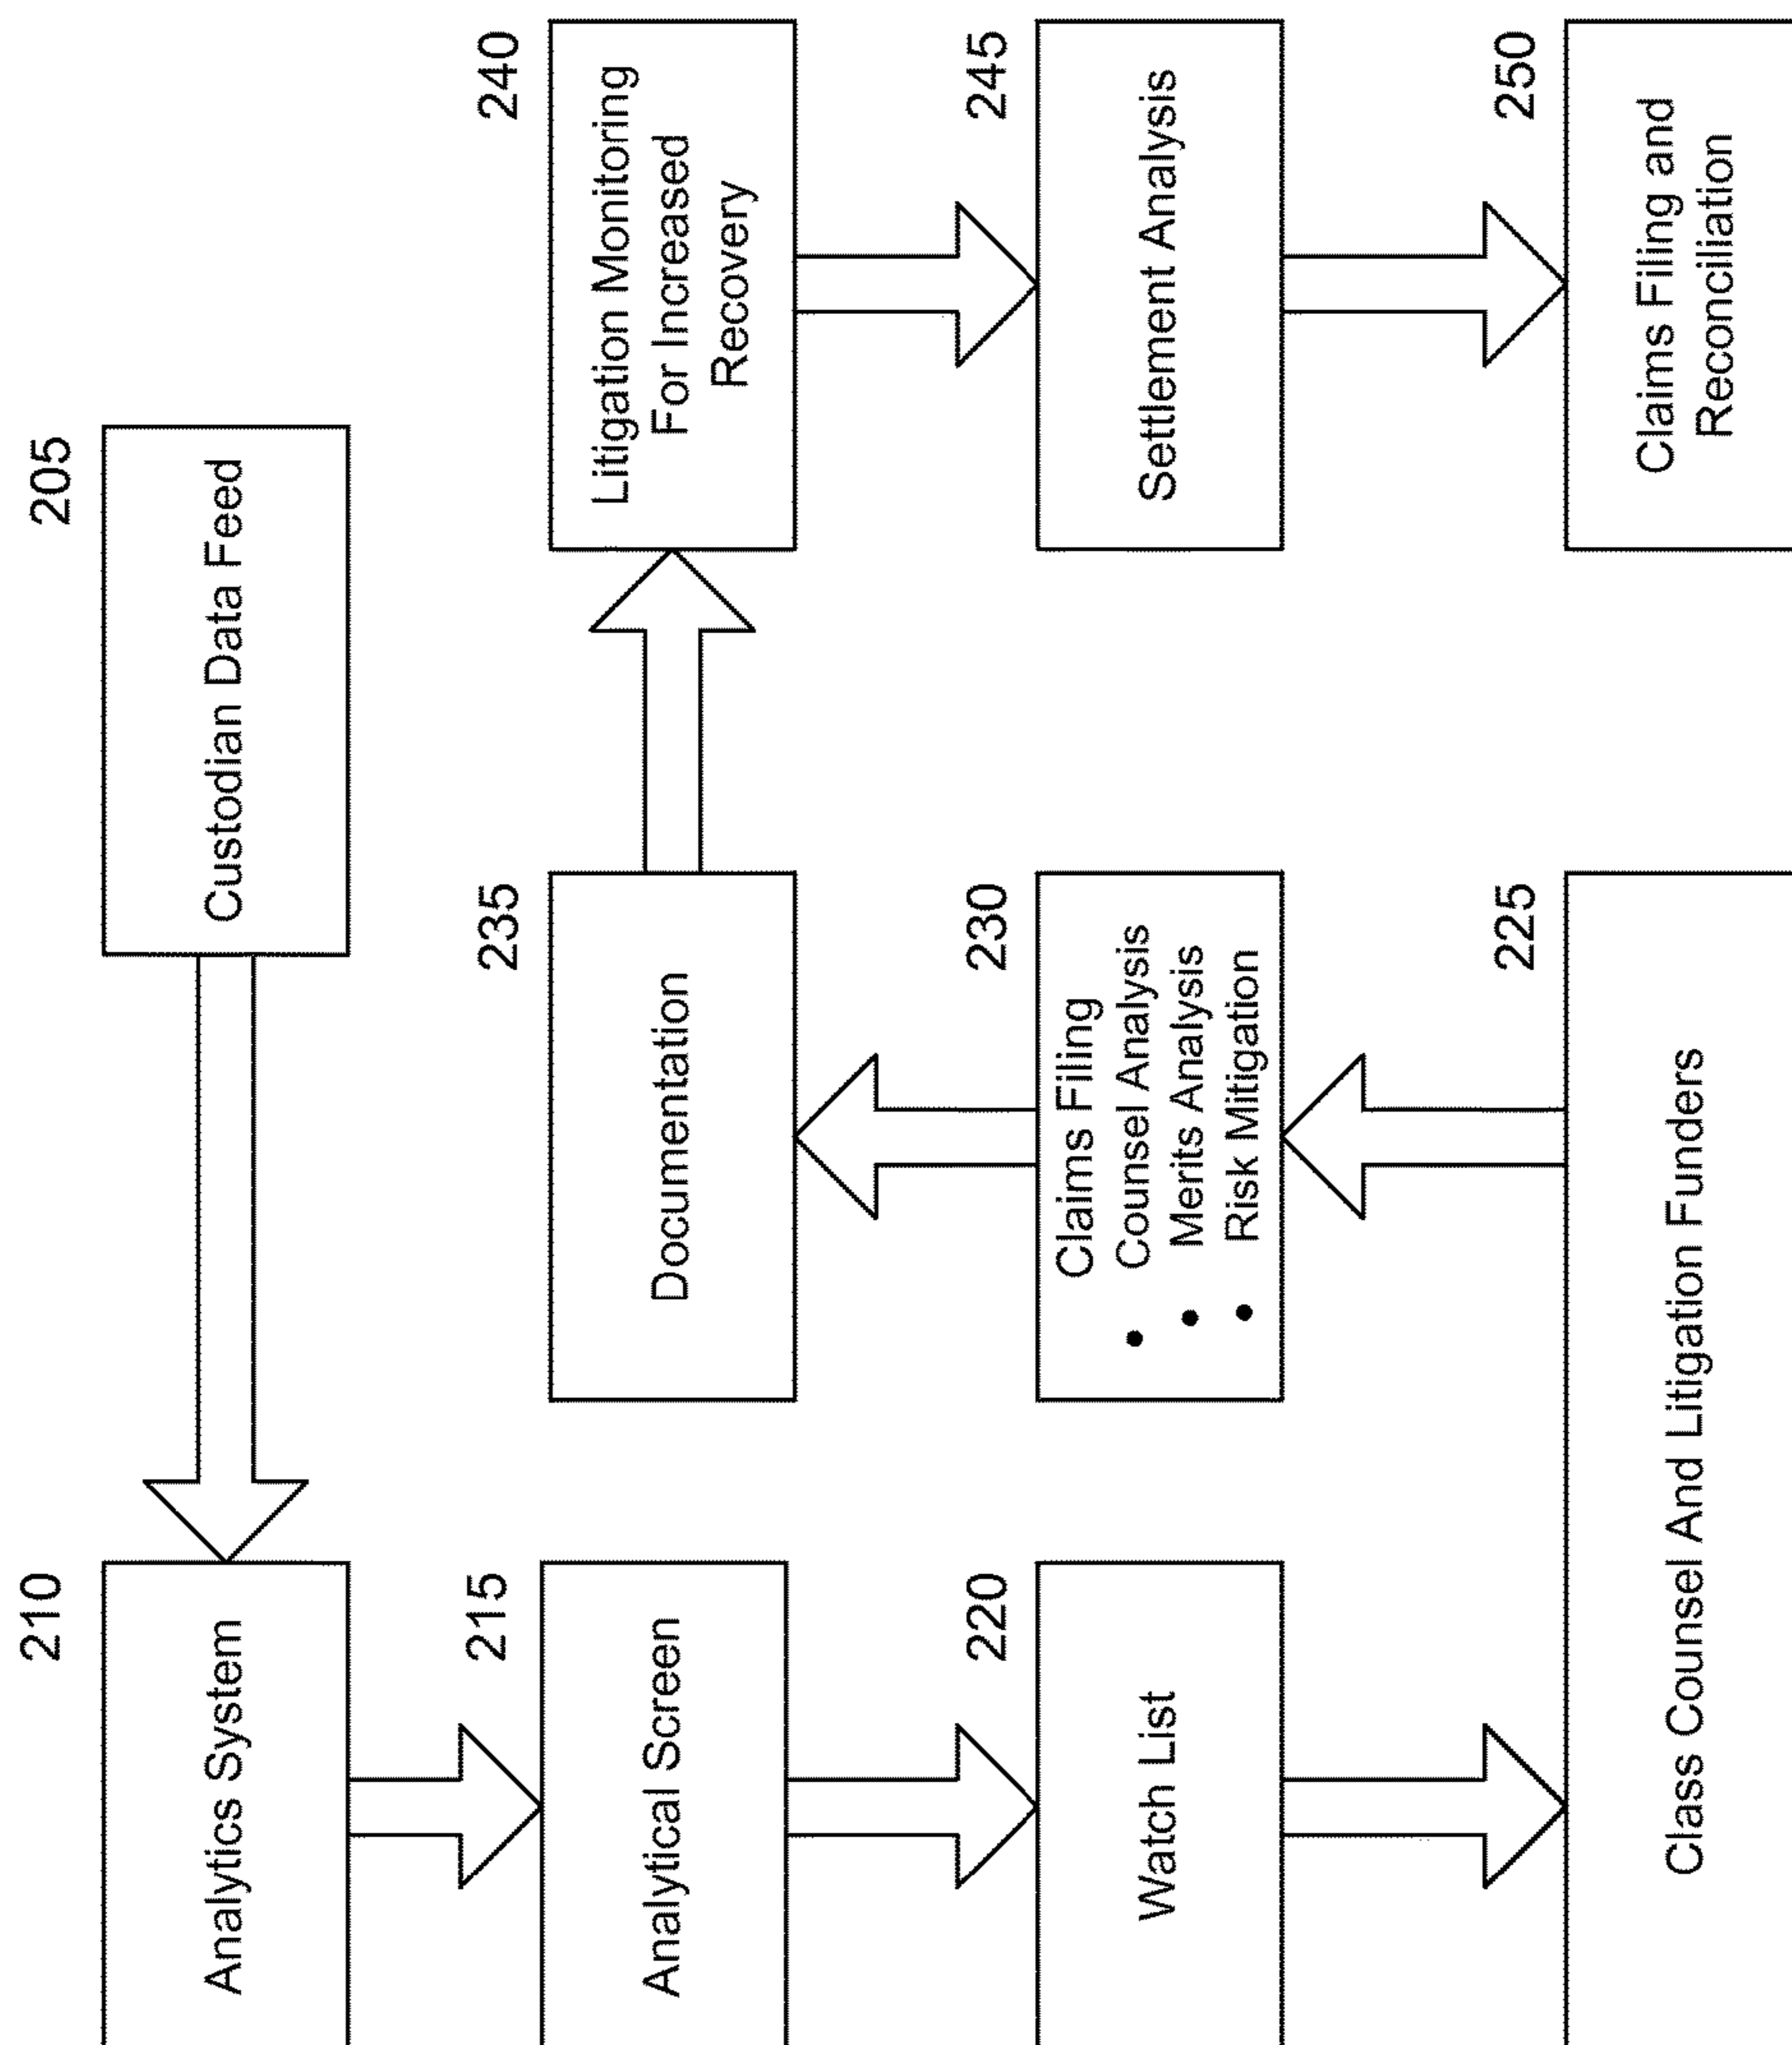 205
Custodian Data Feed
210
Analytics System
215
Analytical Screen
220
Watch List
225
Class Counsel And Litigation Funders
230
Claims Filing
• Counsel Analysis
• Merits Analysis
• Risk Mitigation
235
Documentation
240
Litigation Monitoring
For Increased
Recovery
245
Settlement Analysis
250
Claims Filing and
Reconciliation